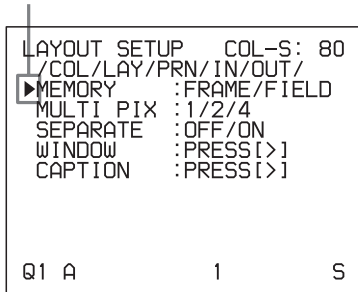 LAYOUT SETUP COL-S: 80
/COL/LAY/PRN/IN/OUT/
▶MEMORY :FRAME/FIELD
MULTI PIX :1/2/4
SEPARATE :OFF/ON
WINDOW :PRESS[>]
CAPTION :PRESS[>]
Q1 A 1 S